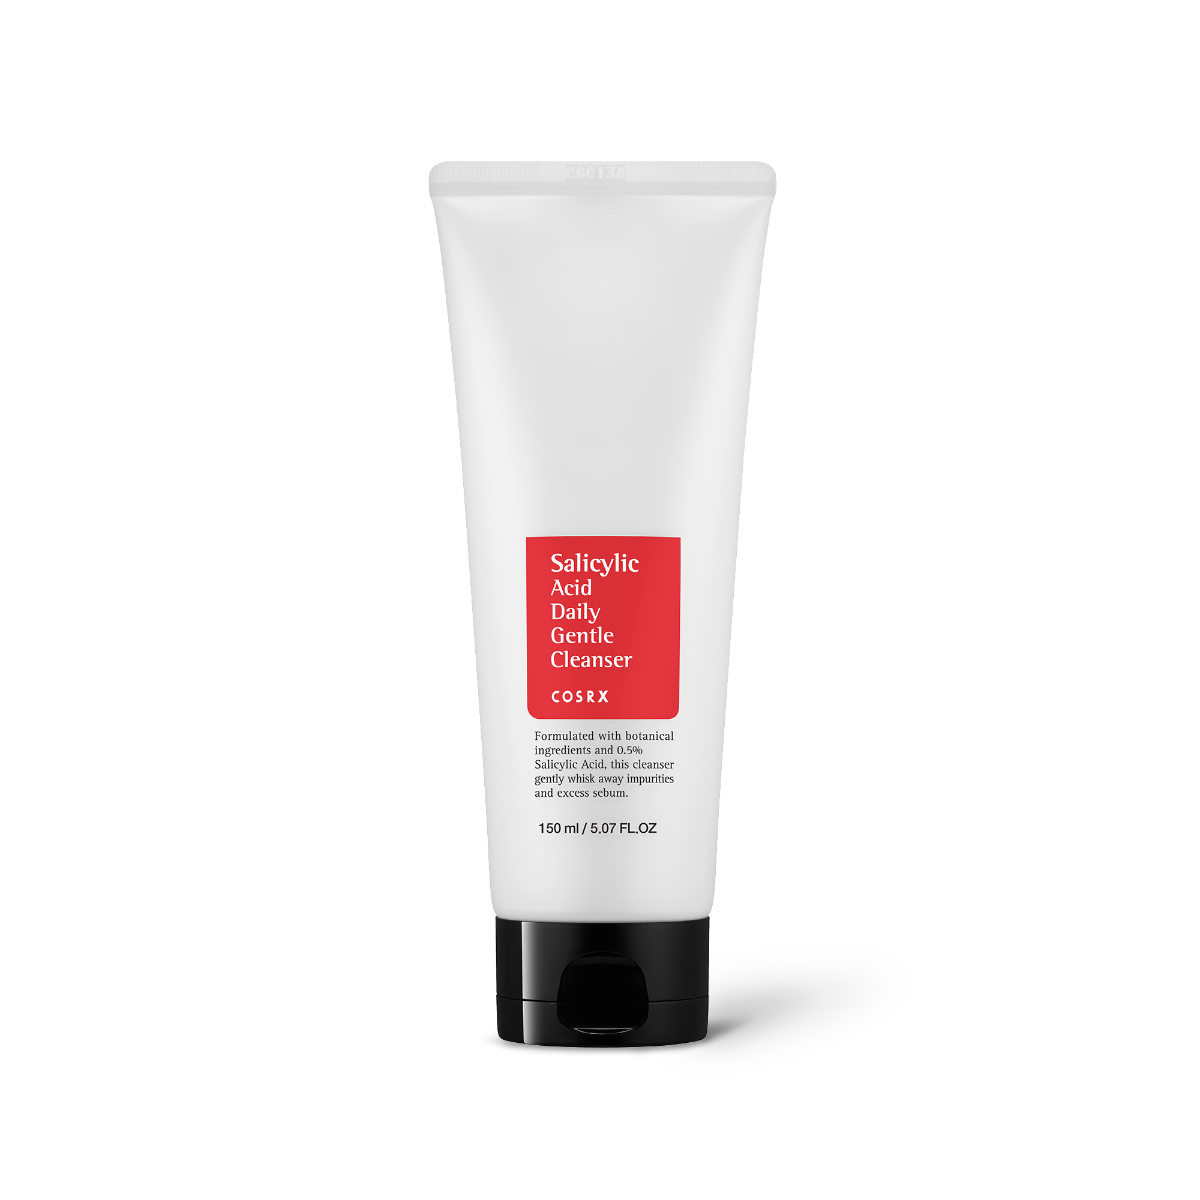 CGC134
Salicylic
Acid
Daily
Gentle
Cleanser
COSRX
Formulated with botanical
ingredients and 0.5%
Salicylic Acid, this cleanser
gently whisk away impurities
and excess sebum.
150 ml / 5.07 FL.OZ